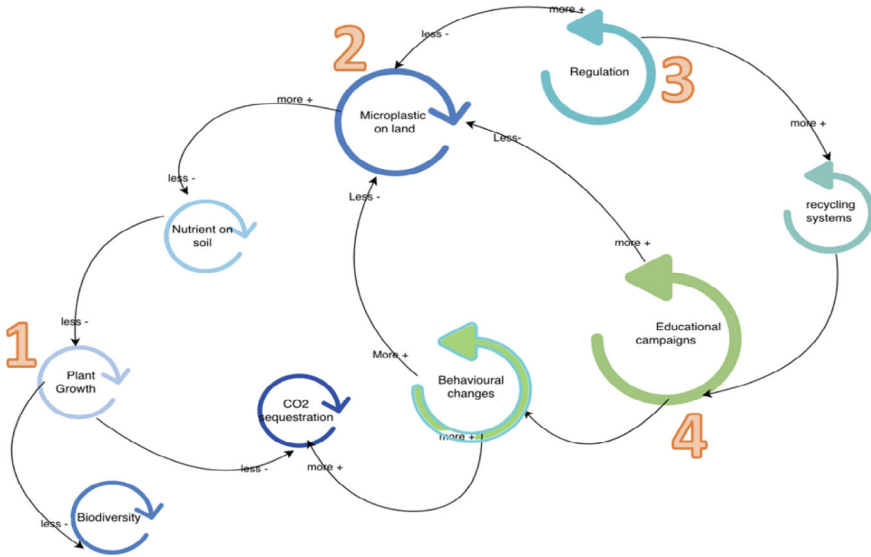 more +
less -
Regulation
3
2
more +
Microplastic
on land
more +
Less-
less -
Less -
recycling
systems
Nutrient on
soil
more +
less -
1
Educational
campaigns
More +
Plant
Growth
Behavioural
changes
CO2
sequestration
more +
4
less -
more +
less -
Biodiversity